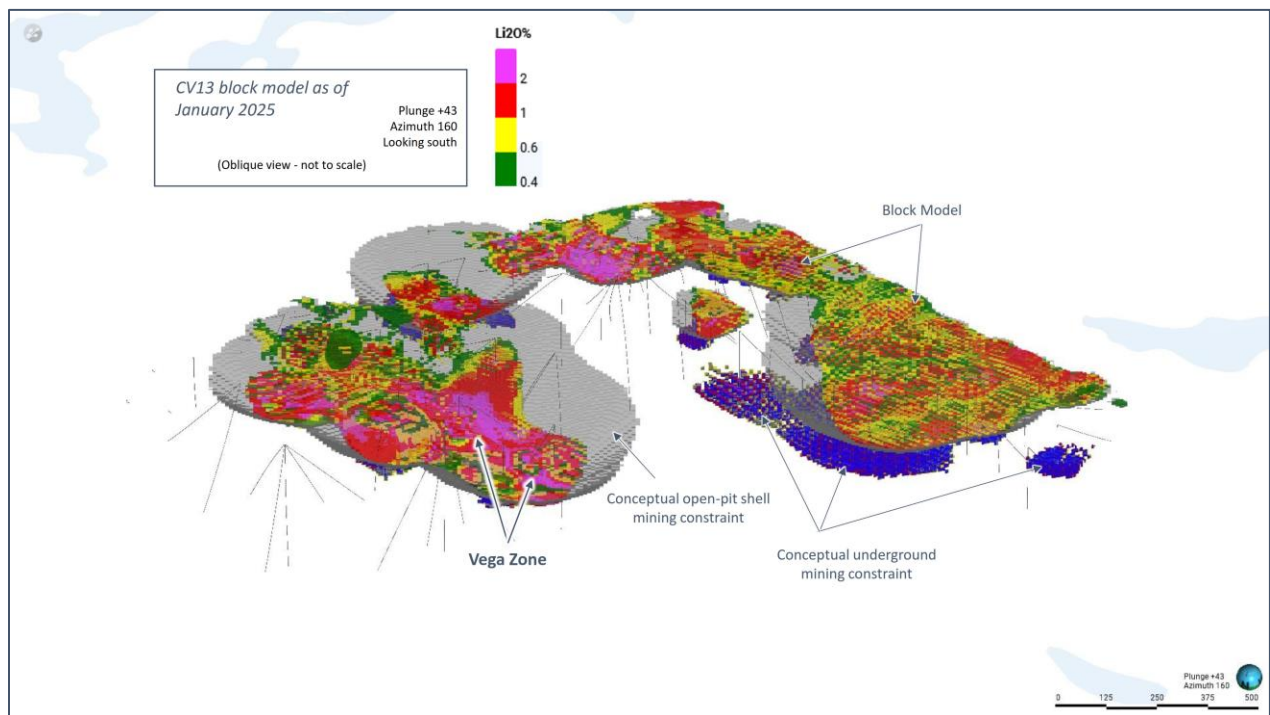 Li2O%
2
1
0.6
0.4
CV13 block model as of
January 2025
Plunge +43
Azimuth 160
Looking south
(Oblique view - not to scale)
Block Model
Conceptual open-pit shell
mining constraint
Vega Zone
Conceptual underground
mining constraint
Plunge +43
Azimuth 160
0 125 250 375 500